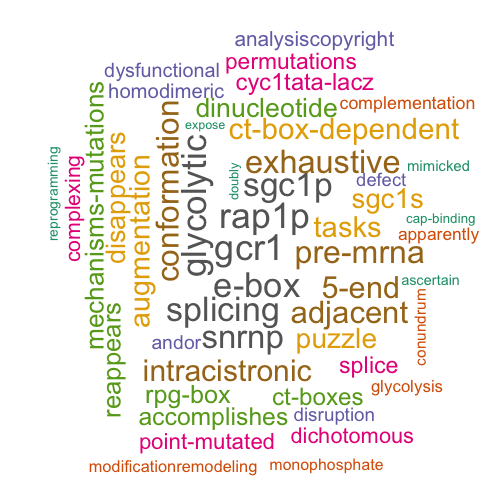 analysiscopyright
permutations
dysfunctional
cyc1tata-lacz
homodimeric
dinucleotide
complementation
expose
ct-box-dependent
reprogramming
complexing
mechanisms-mutations
disappears
augmentation
conformation
glycolytic
doubly
exhaustive
mimicked
sgc1p
defect
sgc1s
rap1p
tasks
cap-binding
apparently
gcr1
pre-mrna
e-box
5-end
ascertain
splicing
adjacent
conundrum
snrnp
puzzle
andor
reappears
intracistronic
splice
glycolysis
rpg-box
ct-boxes
accomplishes
disruption
point-mutated
dichotomous
modificationremodeling
monophosphate